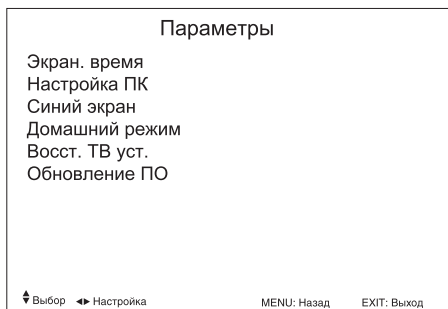 Параметры
Экран. время
Настройка ПК
Синий экран
Домашний режим
Восст. ТВ уст.
Обновление ПО
Выбор Настройка MENU: Назад EXIT: Выход